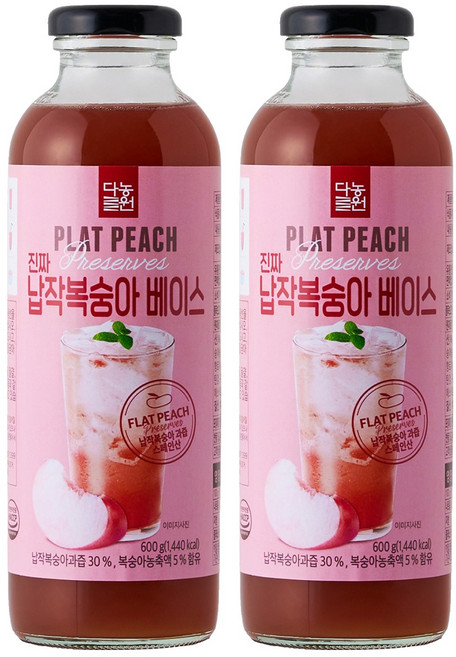 다농원
PLAT PEACH
Preserves
진짜
납작복숭아 베이스
FLAT PEACH
Preserves
납작복숭아 과즙
스페인산
이미지사진
600 g(1,440 kcal)
납작복숭아과즙 30%, 복숭아농축액 5% 함유
다농원
PLAT PEACH
Preserves
진짜
납작복숭아 베이스
FLAT PEACH
Preserves
납작복숭아 과즙
스페인산
이미지사진
600 g(1,440 kcal)
납작복숭아과즙 30%, 복숭아농축액 5% 함유